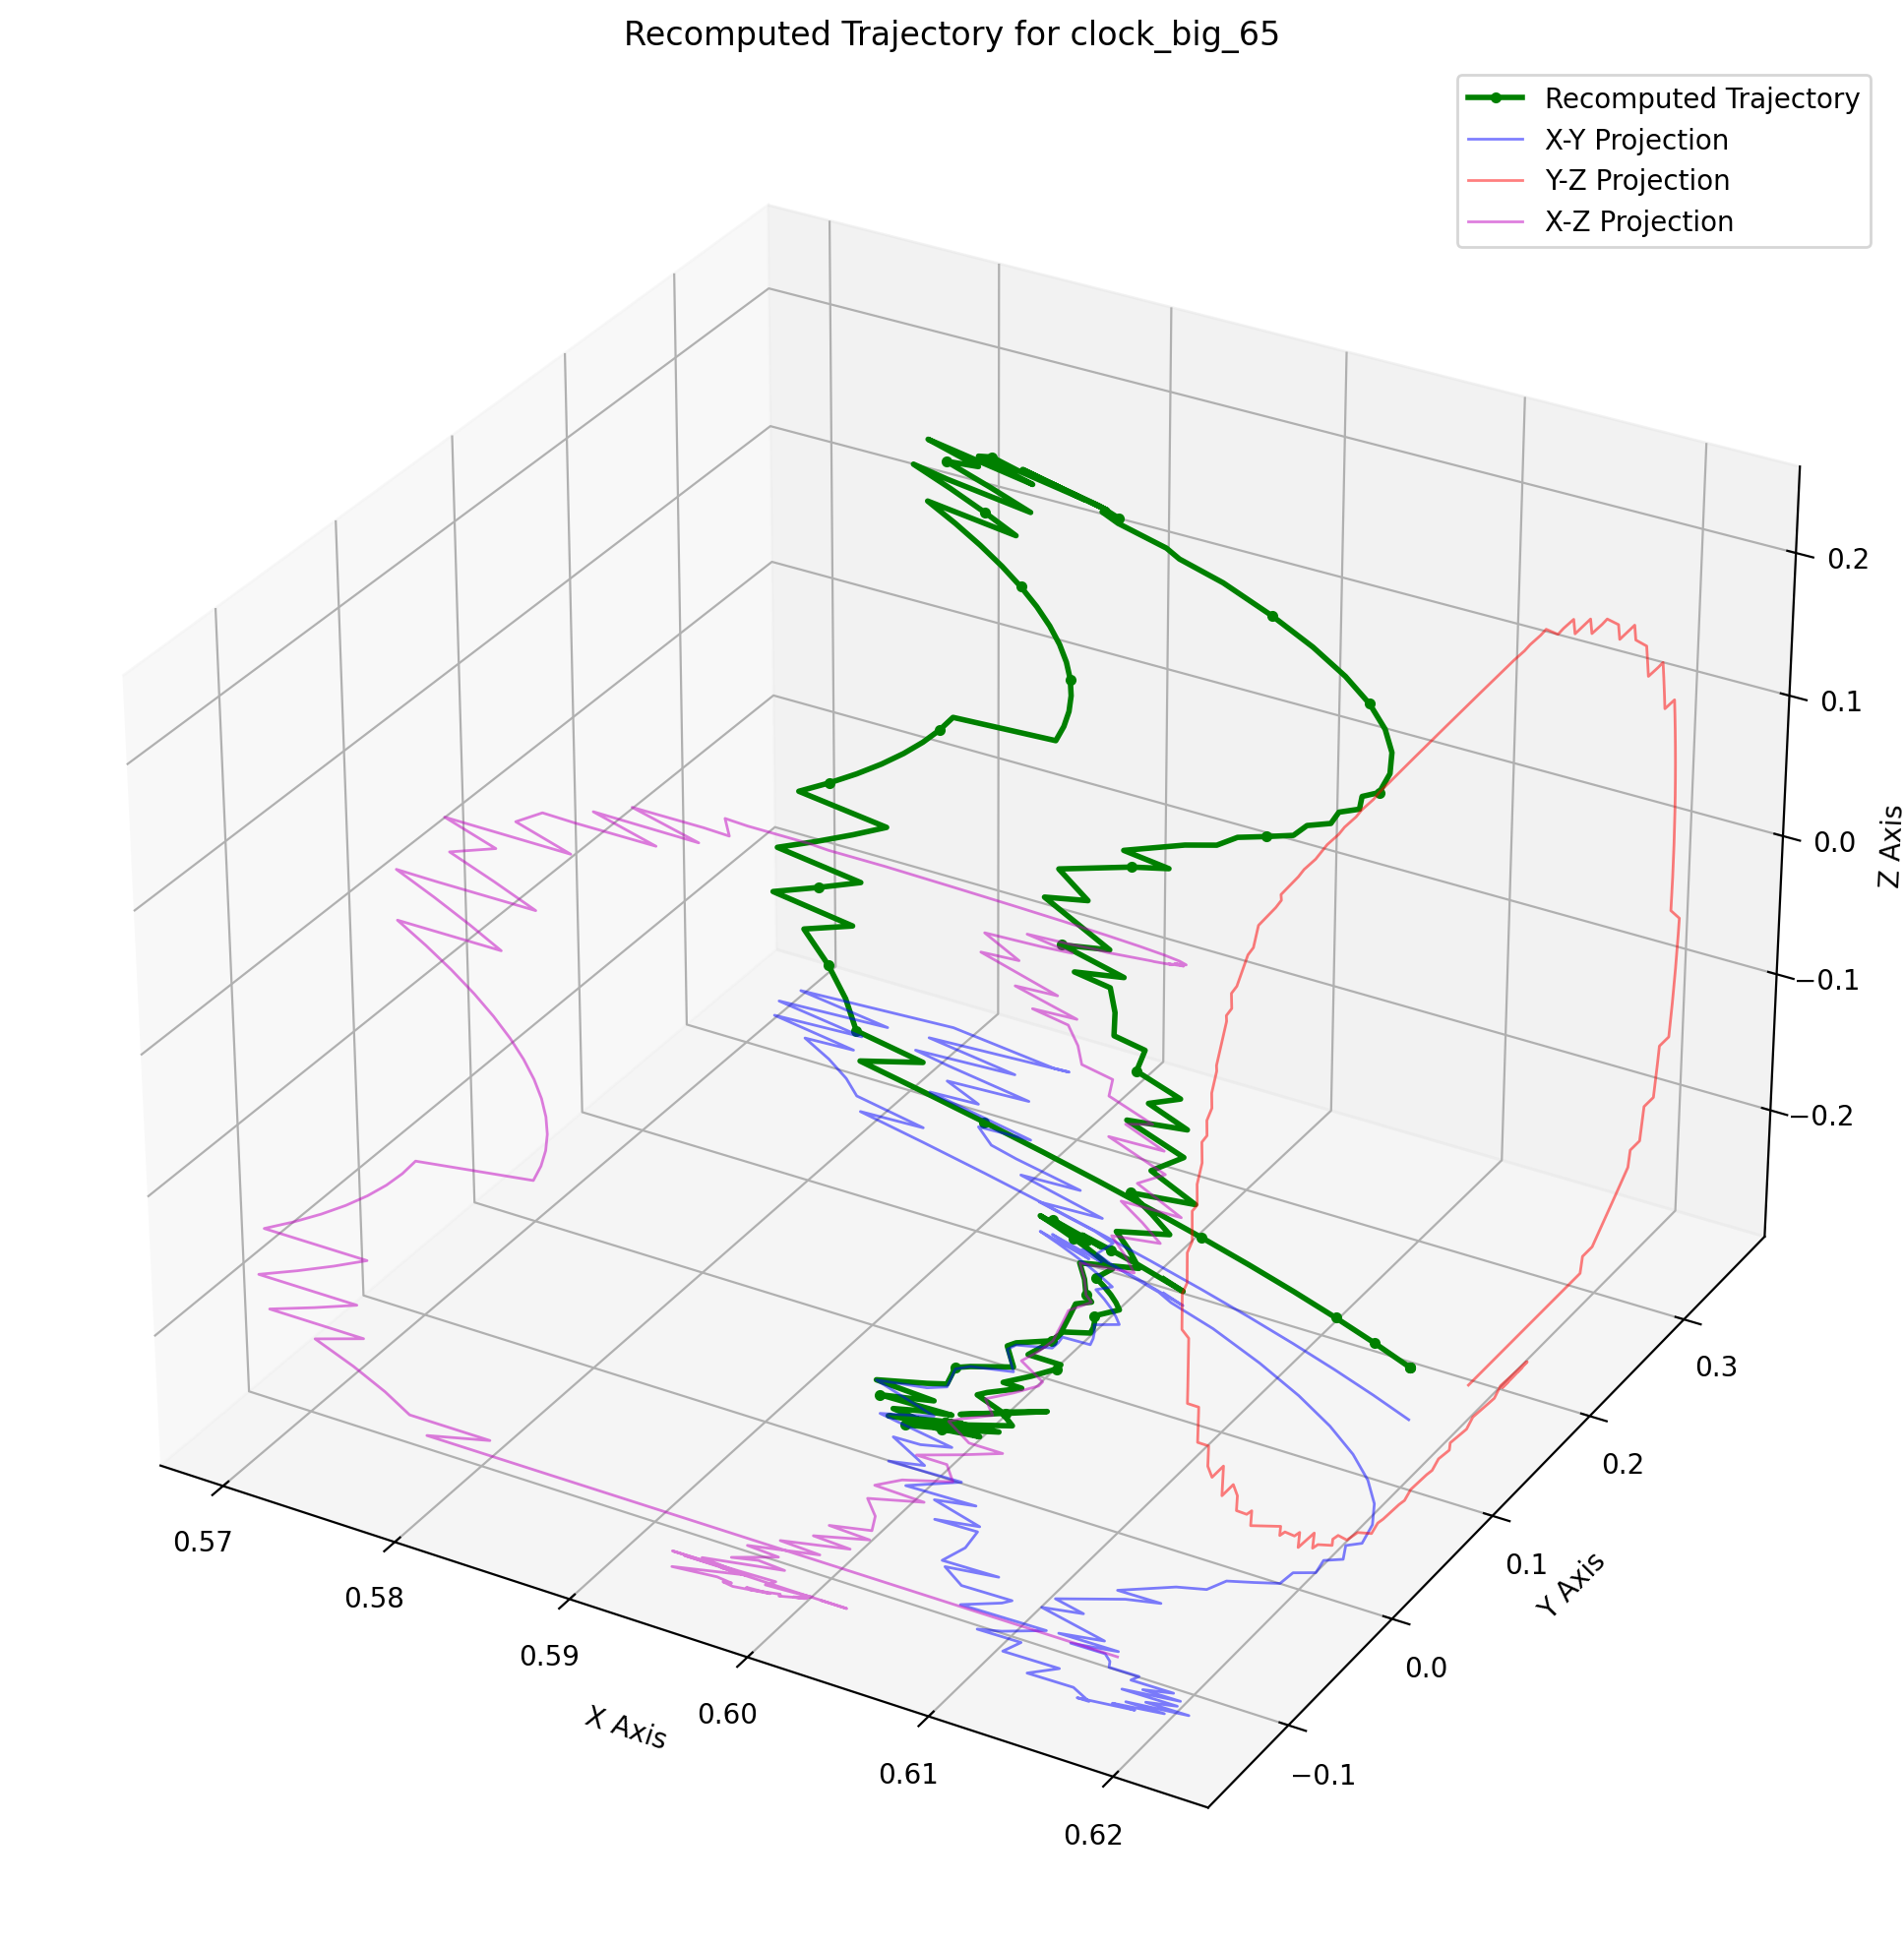 Recomputed Trajectory for clock_big_65
Recomputed Trajectory
X-Y Projection
Y-Z Projection
X-Z Projection
0.2
0.1
0.0
−0.1
−0.2
Z Axis
0.3
0.2
0.1
0.0
−0.1
Y Axis
0.57
0.58
0.59
0.60
0.61
0.62
X Axis